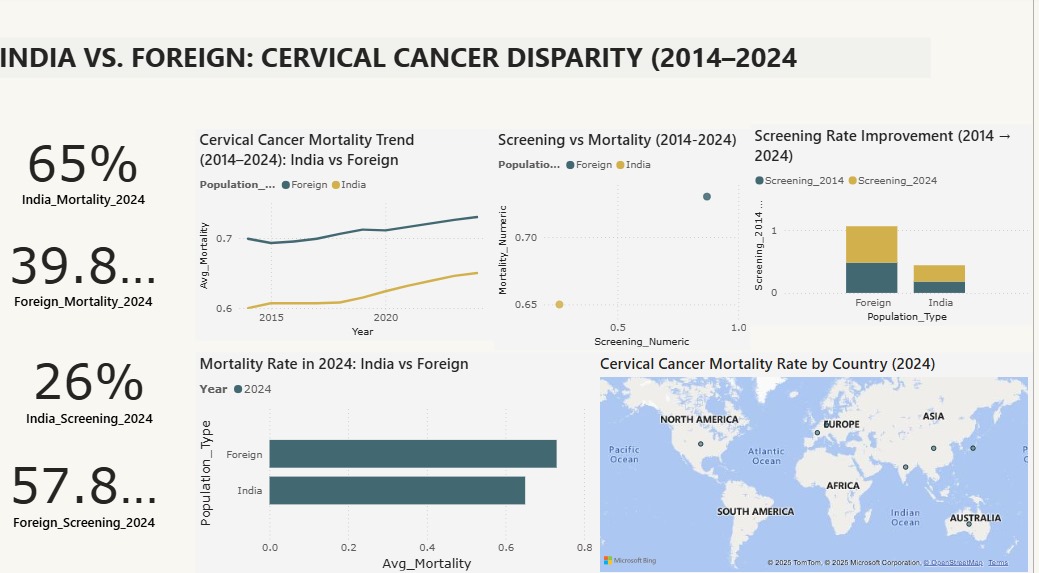 INDIA VS. FOREIGN: CERVICAL CANCER DISPARITY (2014–2024
65%
India_Mortality_2024
39.8...
Foreign_Mortality_2024
26%
India_Screening_2024
57.8...
Foreign_Screening_2024
Cervical Cancer Mortality Trend
(2014–2024): India vs Foreign
Population_... Foreign India
Avg_Mortality
0.7
0.6
2015 2020
Year
Screening vs Mortality (2014-2024)
Populatio... Foreign India
Mortality_Numeric
0.70
0.65
0.5 1.0
Screening_Numeric
Screening Rate Improvement (2014 →
2024)
Screening_2014 Screening_2024
Screening_2014 ...
1
0
Foreign India
Population_Type
Mortality Rate in 2024: India vs Foreign
Year 2024
Population_Type
Foreign
India
0.0 0.2 0.4 0.6 0.8
Avg_Mortality
Cervical Cancer Mortality Rate by Country (2024)
NORTH AMERICA
EUROPE
ASIA
Pacific
Ocean
Atlantic
Ocean
AFRICA
SOUTH AMERICA
Indian
Ocean
AUSTRALIA
Microsoft Bing
© 2025 TomTom, © 2025 Microsoft Corporation, © OpenStreetMap Terms